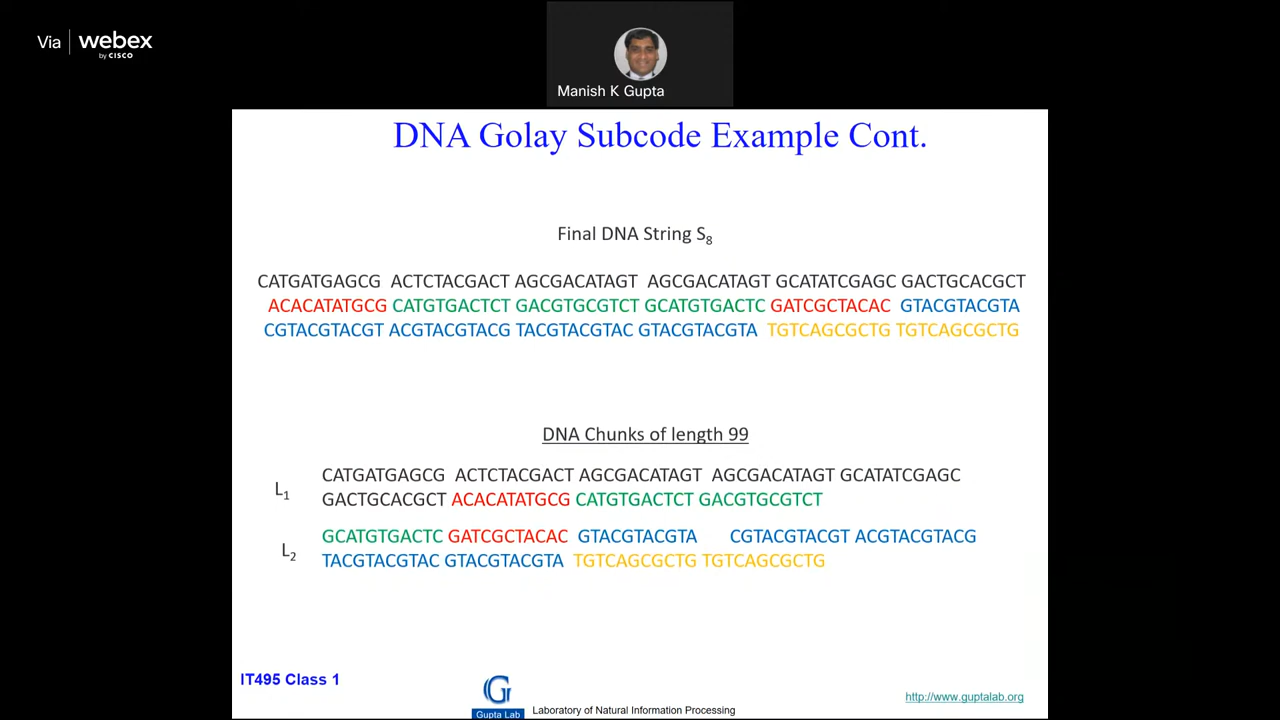 Via webex
by CISCO
Manish K Gupta
DNA Golay Subcode Example Cont.
Final DNA String S8
CATGATGAGCG ACTCTACGACT AGCGACATAGT AGCGACATAGT GCATATCGAGC GACTGCACGCT
ACACATATGCG CATGTGACTCT GACGTGCGTCT GCATGTGACTC GATCGCTACAC GTACGTACGTA
CGTACGTACGT ACGTACGTACG TACGTACGTAC GTACGTACGTA TGTCAGCGCTG TGTCAGCGCTG
DNA Chunks of length 99
L1
CATGATGAGCG ACTCTACGACT AGCGACATAGT AGCGACATAGT GCATATCGAGC
GACTGCACGCT ACACATATGCG CATGTGACTCT GACGTGCGTCT
L2
GCATGTGACTC GATCGCTACAC GTACGTACGTA CGTACGTACGT ACGTACGTACG
TACGTACGTAC GTACGTACGTA TGTCAGCGCTG TGTCAGCGCTG
IT495 Class 1
G
Gupta Lab
Laboratory of Natural Information Processing
http://www.guptalab.org